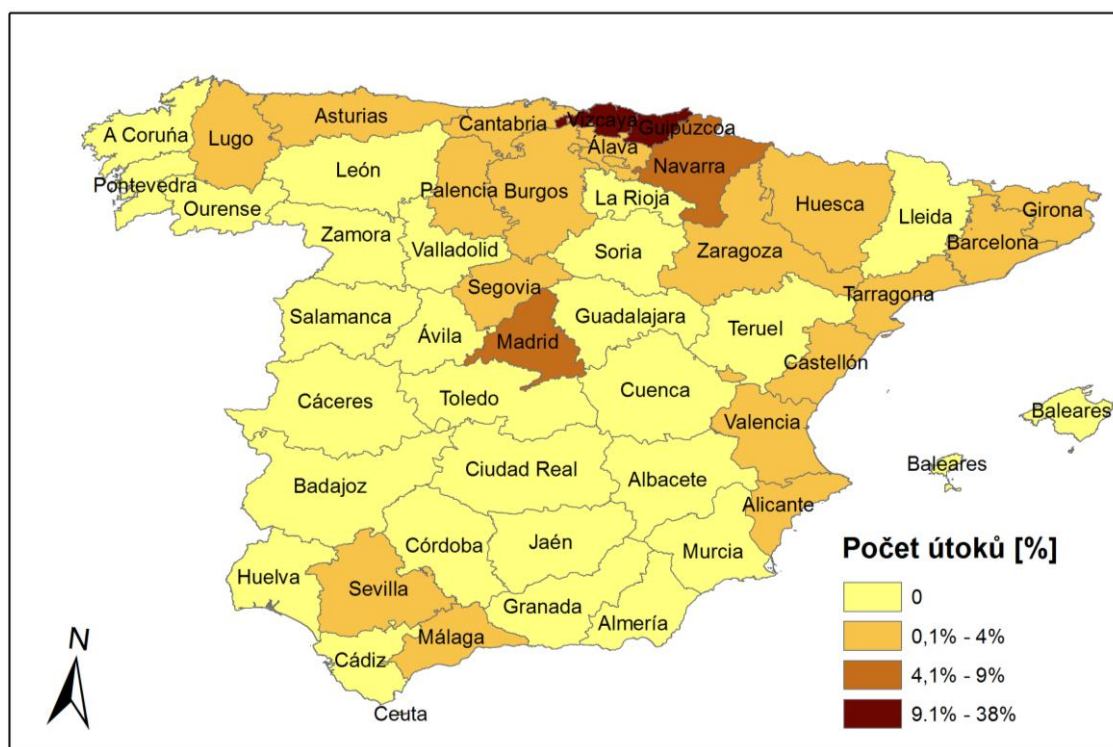 Asturias
Cantabria
Vizcaya
Guipúzcoa
A Coruńa
Lugo
Álava
Navarra
León
Pontevedra
Palencia
Burgos
La Rioja
Huesca
Girona
Ourense
Lleida
Barcelona
Zamora
Valladolid
Soria
Zaragoza
Segovia
Tarragona
Salamanca
Guadalajara
Ávila
Madrid
Teruel
Castellón
Cáceres
Toledo
Cuenca
Baleares
Valencia
Baleares
Badajoz
Ciudad Real
Albacete
Alicante
Córdoba
Jaén
Murcia
Huelva
Sevilla
Granada
Almería
Málaga
Cádiz
Ceuta
N
Počet útoků [%]
0
0,1% - 4%
4,1% - 9%
9.1% - 38%